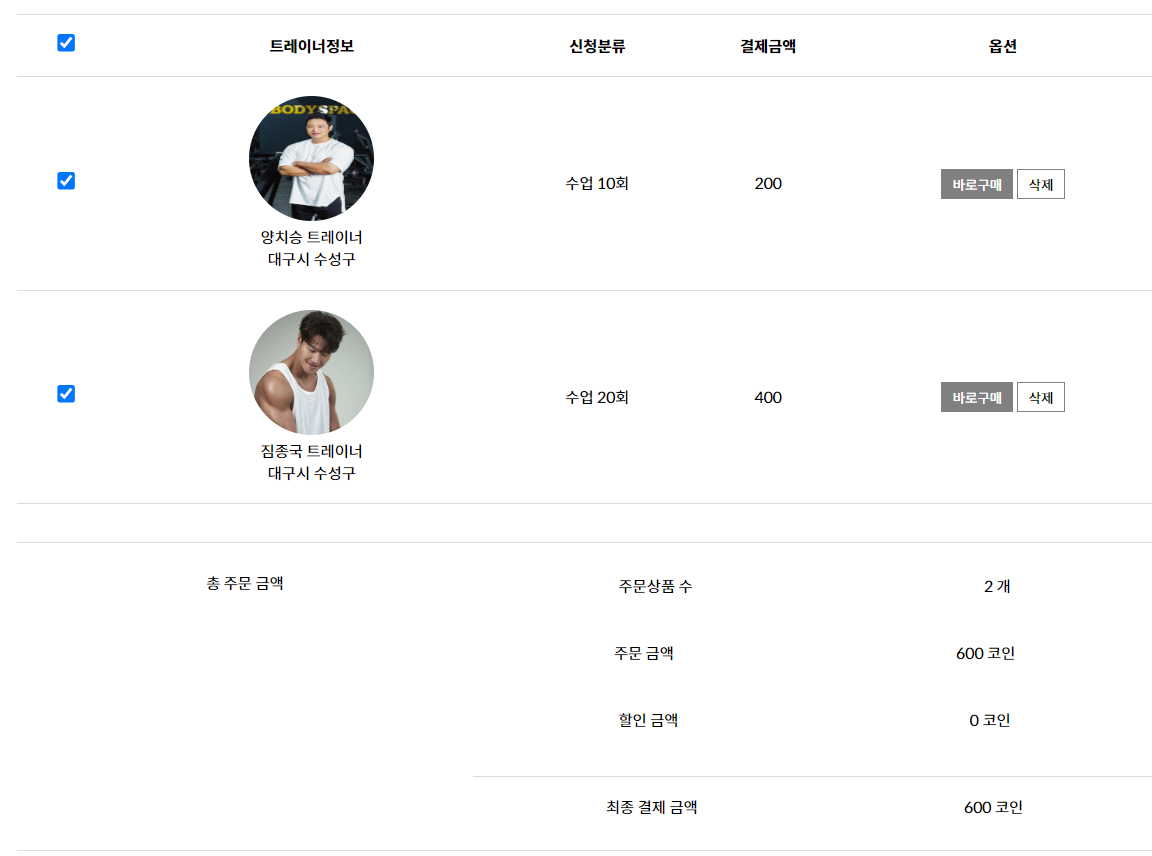 트레이너정보 신청분류 결제금액 옵션
BODYSPA
수업 10회 200 바로구매 삭제
양치승 트레이너
대구시 수성구
수업 20회 400 바로구매 삭제
짐종국 트레이너
대구시 수성구
총 주문 금액 주문상품 수 2 개
주문 금액 600 코인
할인 금액 0 코인
최종 결제 금액 600 코인